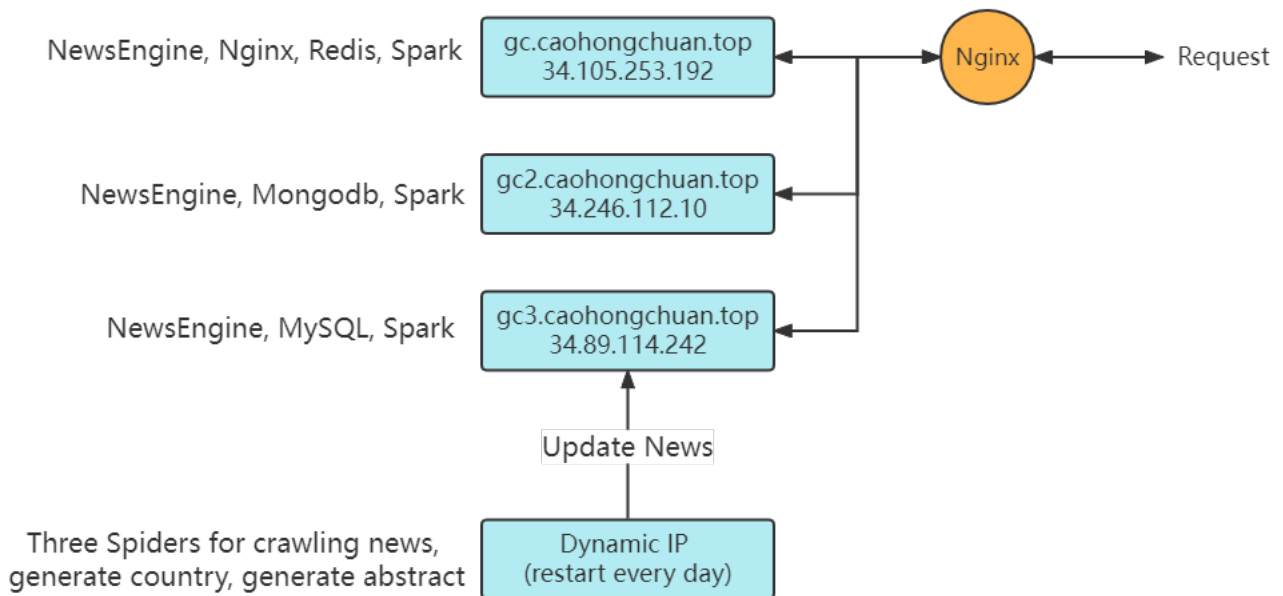 NewsEngine, Nginx, Redis, Spark
gc.caohongchuan.top
34.105.253.192
Nginx
Request
NewsEngine, Mongodb, Spark
gc2.caohongchuan.top
34.246.112.10
NewsEngine, MySQL, Spark
gc3.caohongchuan.top
34.89.114.242
Update News
Three Spiders for crawling news,
generate country, generate abstract
Dynamic IP
(restart every day)